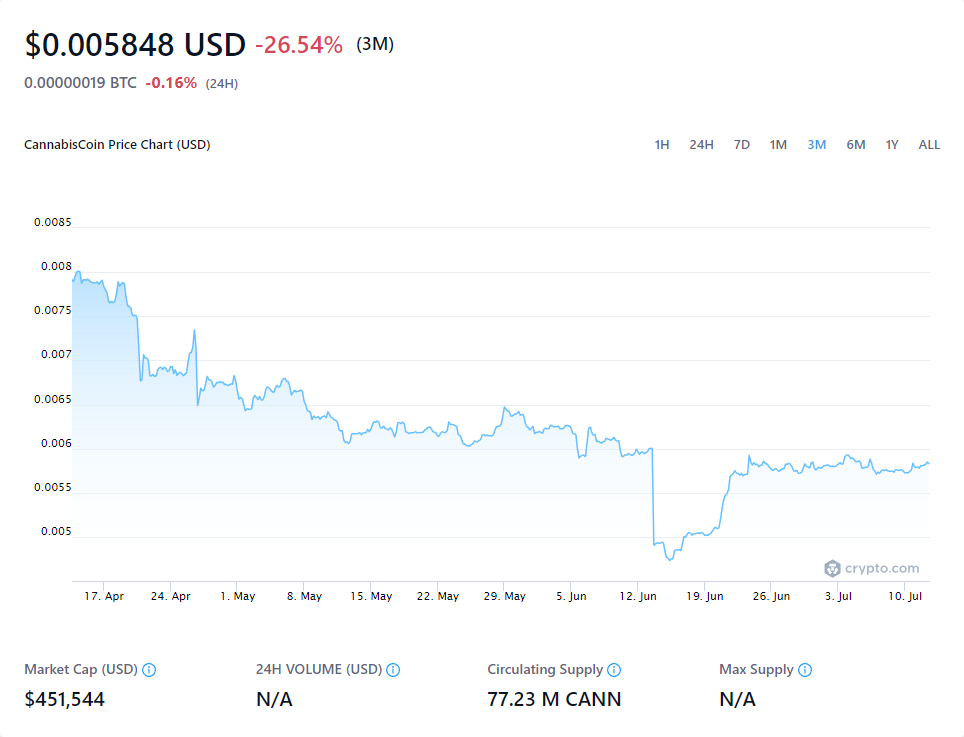 $0.005848 USD -26.54% (3M)
0.00000019 BTC -0.16% (24H)
CannabisCoin Price Chart (USD) 1H 24H 7D 1M 3M 6M 1Y ALL
0.0085
0.008
0.0075
0.007
0.0065
0.006
0.0055
0.005
crypto.com
17. Apr 24. Apr 1. May 8. May 15. May 22. May 29. May 5. Jun 12. Jun 19. Jun 26. Jun 3. Jul 10. Jul
Market Cap (USD) 24H VOLUME (USD) Circulating Supply Max Supply
$451,544 N/A 77.23 M CANN N/A